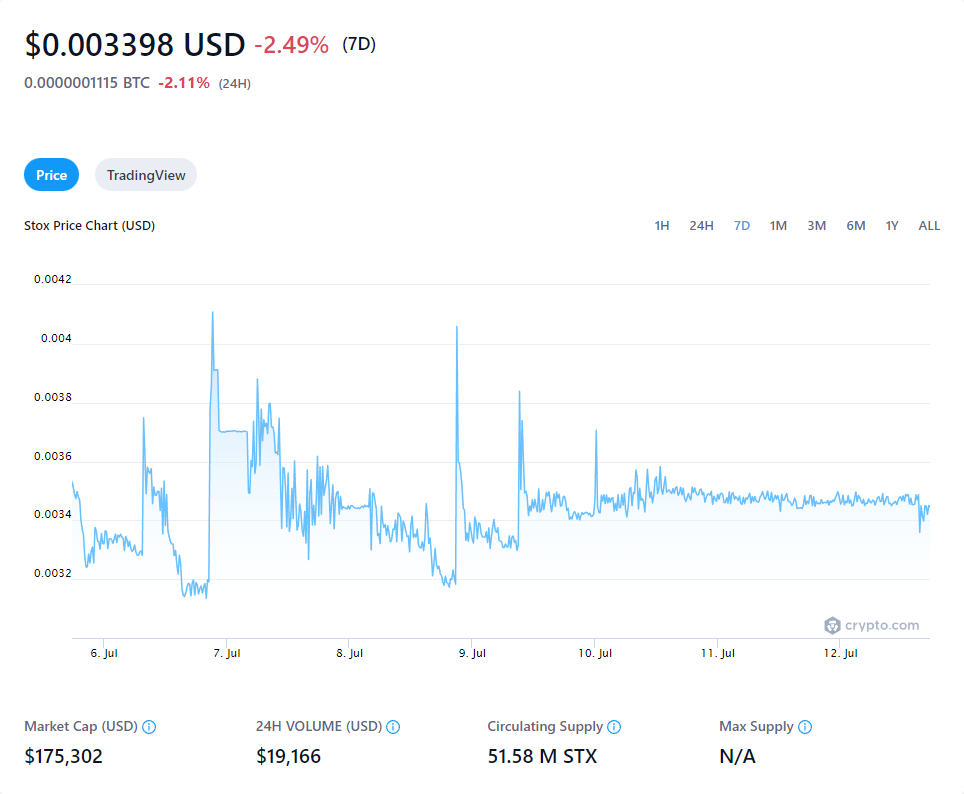 $0.003398 USD -2.49% (7D)
0.0000001115 BTC -2.11% (24H)
Price TradingView
Stox Price Chart (USD) 1H 24H 7D 1M 3M 6M 1Y ALL
0.0042
0.004
0.0038
0.0036
0.0034
0.0032
crypto.com
6. Jul 7. Jul 8. Jul 9. Jul 10. Jul 11. Jul 12. Jul
Market Cap (USD) 24H VOLUME (USD) Circulating Supply Max Supply
$175,302 $19,166 51.58 M STX N/A